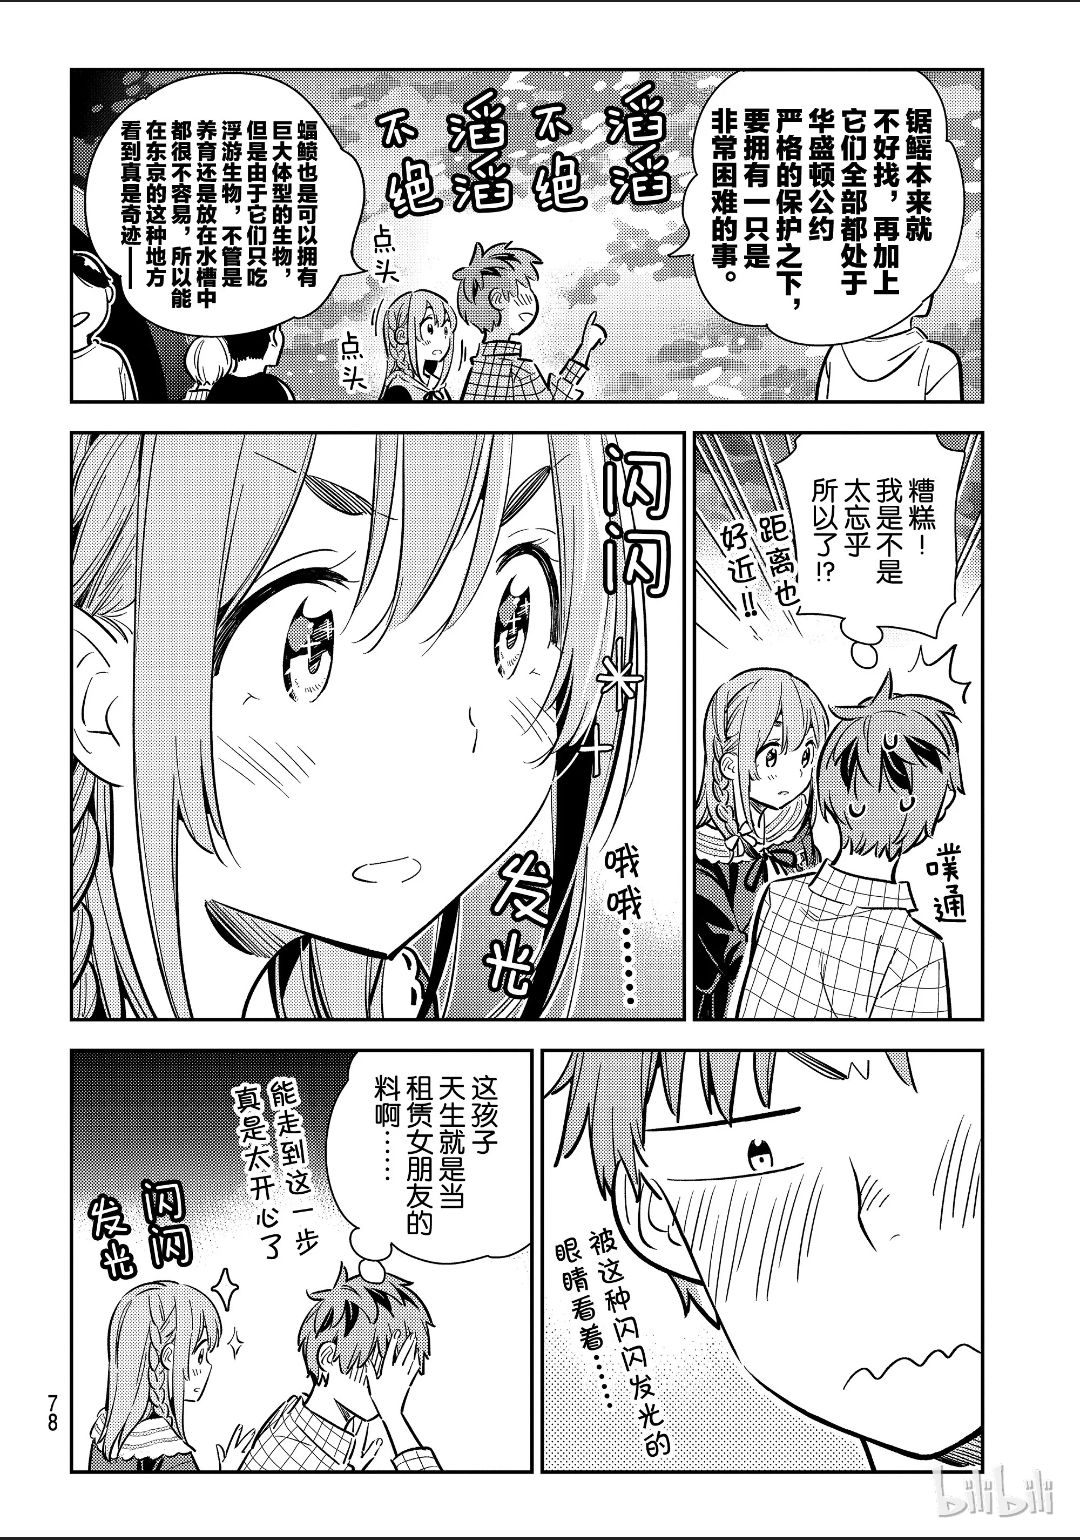 锯鳐本来就
不好找，再加上
它们全部都处于
华盛顿公约
严格的保护之下，
要拥有一只是
非常困难的事。
滔滔
不绝
滔滔
不绝
蝠鲼也是可以拥有
巨大体型的生物，
但是由于它们只吃
浮游生物，不管是
养育还是放在水槽中
都很不容易，所以能
在东京的这种地方
看到真是奇迹——
点头
点头
糟糕！
我是不是
太忘乎
所以了!?
距离也
好近!!
噗通
闪闪
哦哦……
发光
被这种闪闪发光的
眼睛看着……
这孩子
天生就是当
租赁女朋友的
料啊……
能走到这一步
真是太开心了
闪闪
发光
78
bilibili